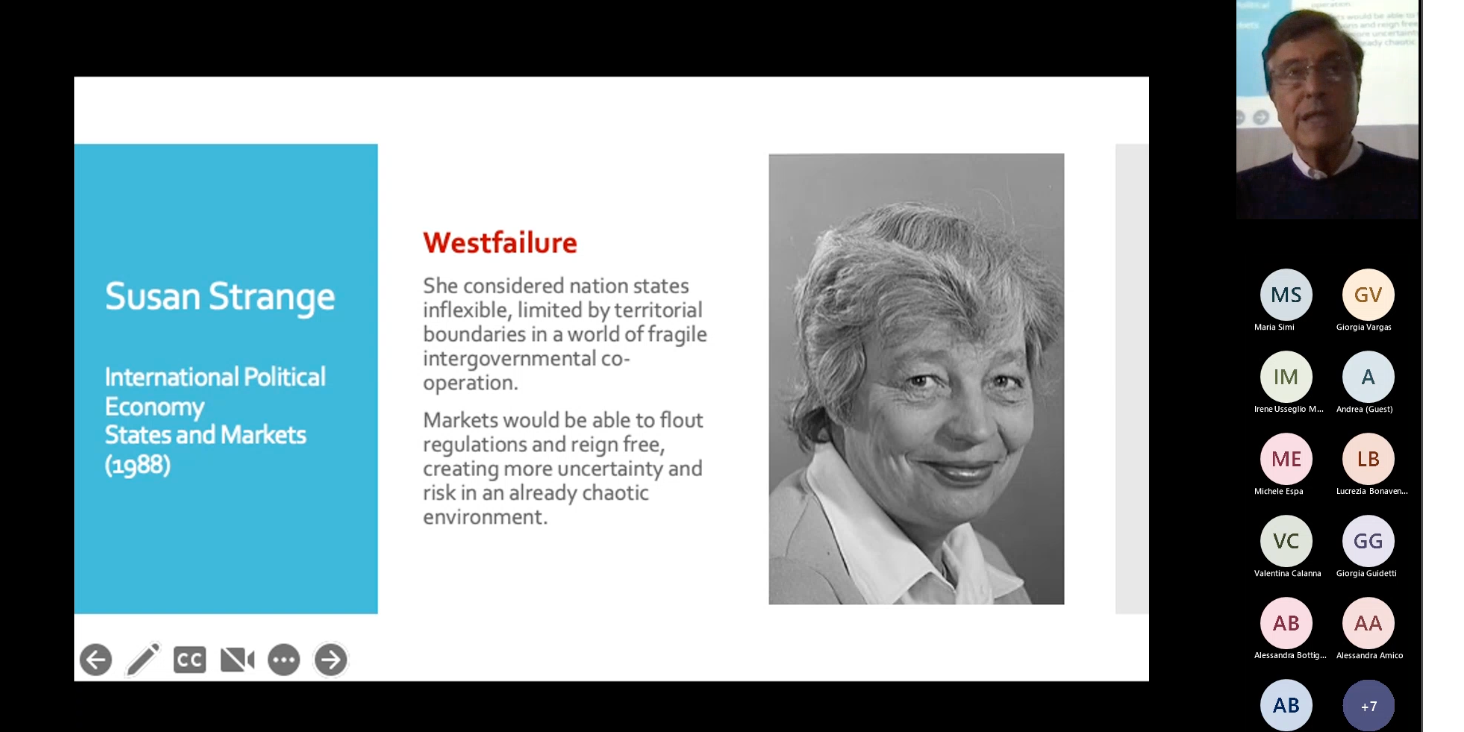 Susan Strange
International Political
Economy
States and Markets
(1988)
Westfailure
She considered nation states
inflexible, limited by territorial
boundaries in a world of fragile
intergovernmental co-
operation.
Markets would be able to flout
regulations and reign free,
creating more uncertainty and
risk in an already chaotic
environment.
CC
MS
Maria Simi
GV
Giorgia Vargas
IM
Irene Usseglio M...
A
Andrea (Guest)
ME
Michele Espa
LB
Lucrezia Bonaven...
VC
Valentina Calanna
GG
Giorgia Guidetti
AB
Alessandra Bottig...
AA
Alessandra Amico
AB
+7